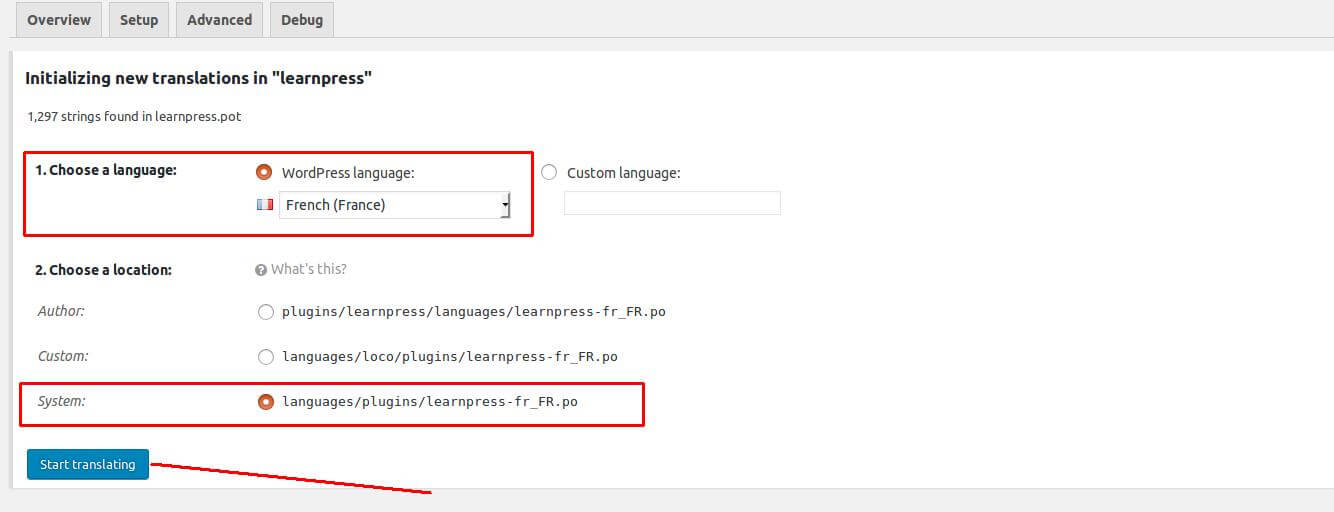 Overview Setup Advanced Debug
Initializing new translations in "learnpress"
1,297 strings found in learnpress.pot
1. Choose a language: WordPress language: Custom language:
French (France)
2. Choose a location: ? What's this?
Author: plugins/learnpress/languages/learnpress-fr_FR.po
Custom: languages/loco/plugins/learnpress-fr_FR.po
System: languages/plugins/learnpress-fr_FR.po
Start translating